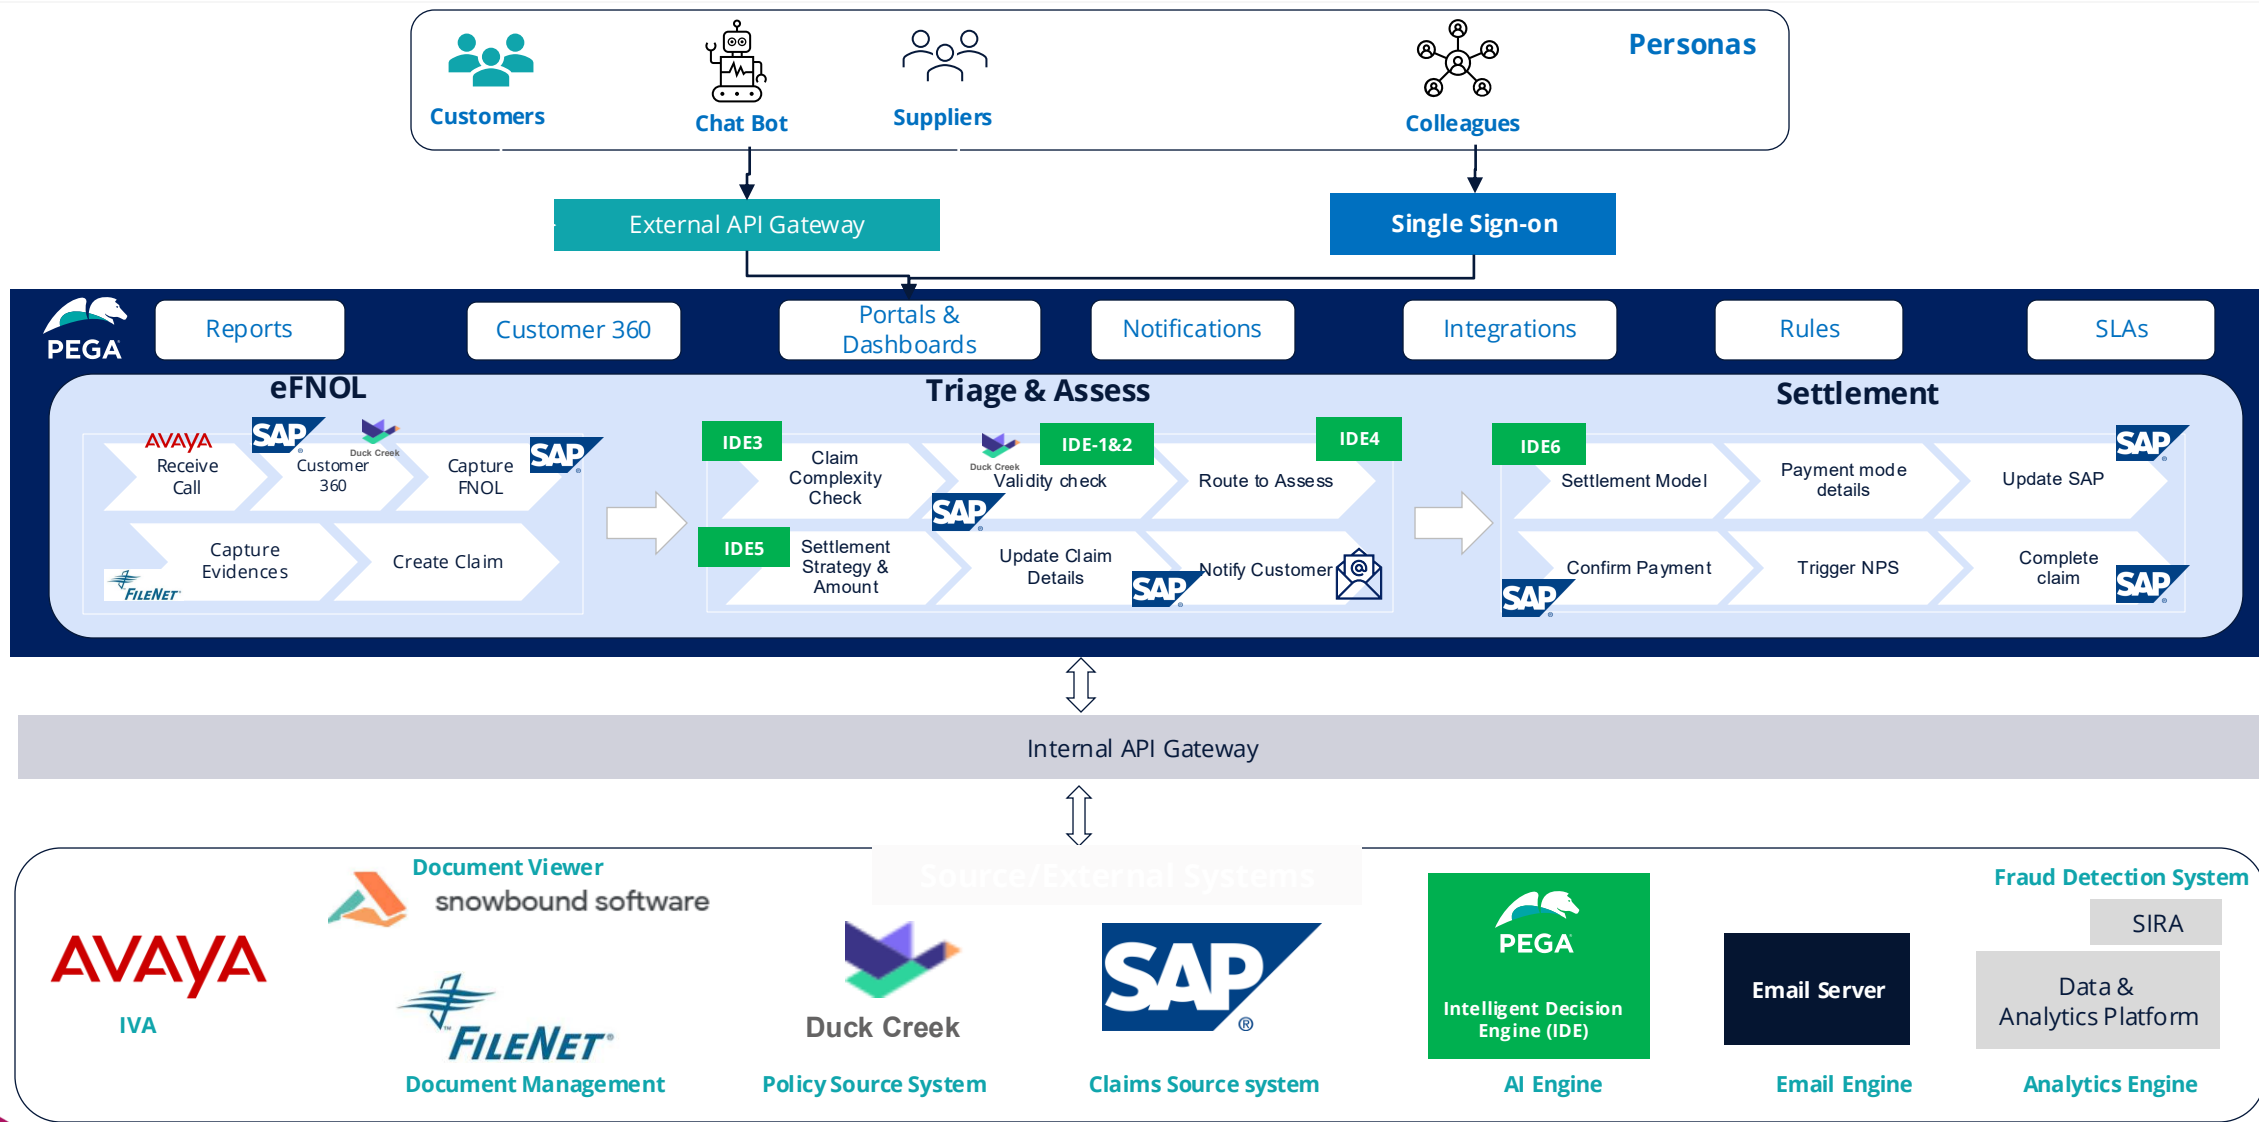 Personas
Customers
Chat Bot
Suppliers
Colleagues
External API Gateway
Single Sign-on
PEGA
Reports
Customer 360
Portals &
Dashboards
Notifications
Integrations
Rules
SLAs
eFNOL
Triage & Assess
Settlement
AVAYA
Receive
Call
SAP
Duck Creek
Customer
360
Capture
FNOL
SAP
FILENET
Capture
Evidences
Create Claim
IDE3
Claim
Complexity
Check
Duck Creek
IDE-1&2
Validity check
SAP
IDE4
Route to Assess
IDE5
Settlement
Strategy &
Amount
Update Claim
Details
SAP
Notify Customer
@
IDE6
Settlement Model
Payment mode
details
SAP
Update SAP
SAP
Confirm Payment
Trigger NPS
Complete
claim
SAP
Internal API Gateway
Source/External Systems
Document Viewer
snowbound software
AVAYA
IVA
FILENET
Document Management
Duck Creek
Policy Source System
SAP®
Claims Source system
PEGA
Intelligent Decision
Engine (IDE)
AI Engine
Email Server
Email Engine
Fraud Detection System
SIRA
Data &
Analytics Platform
Analytics Engine